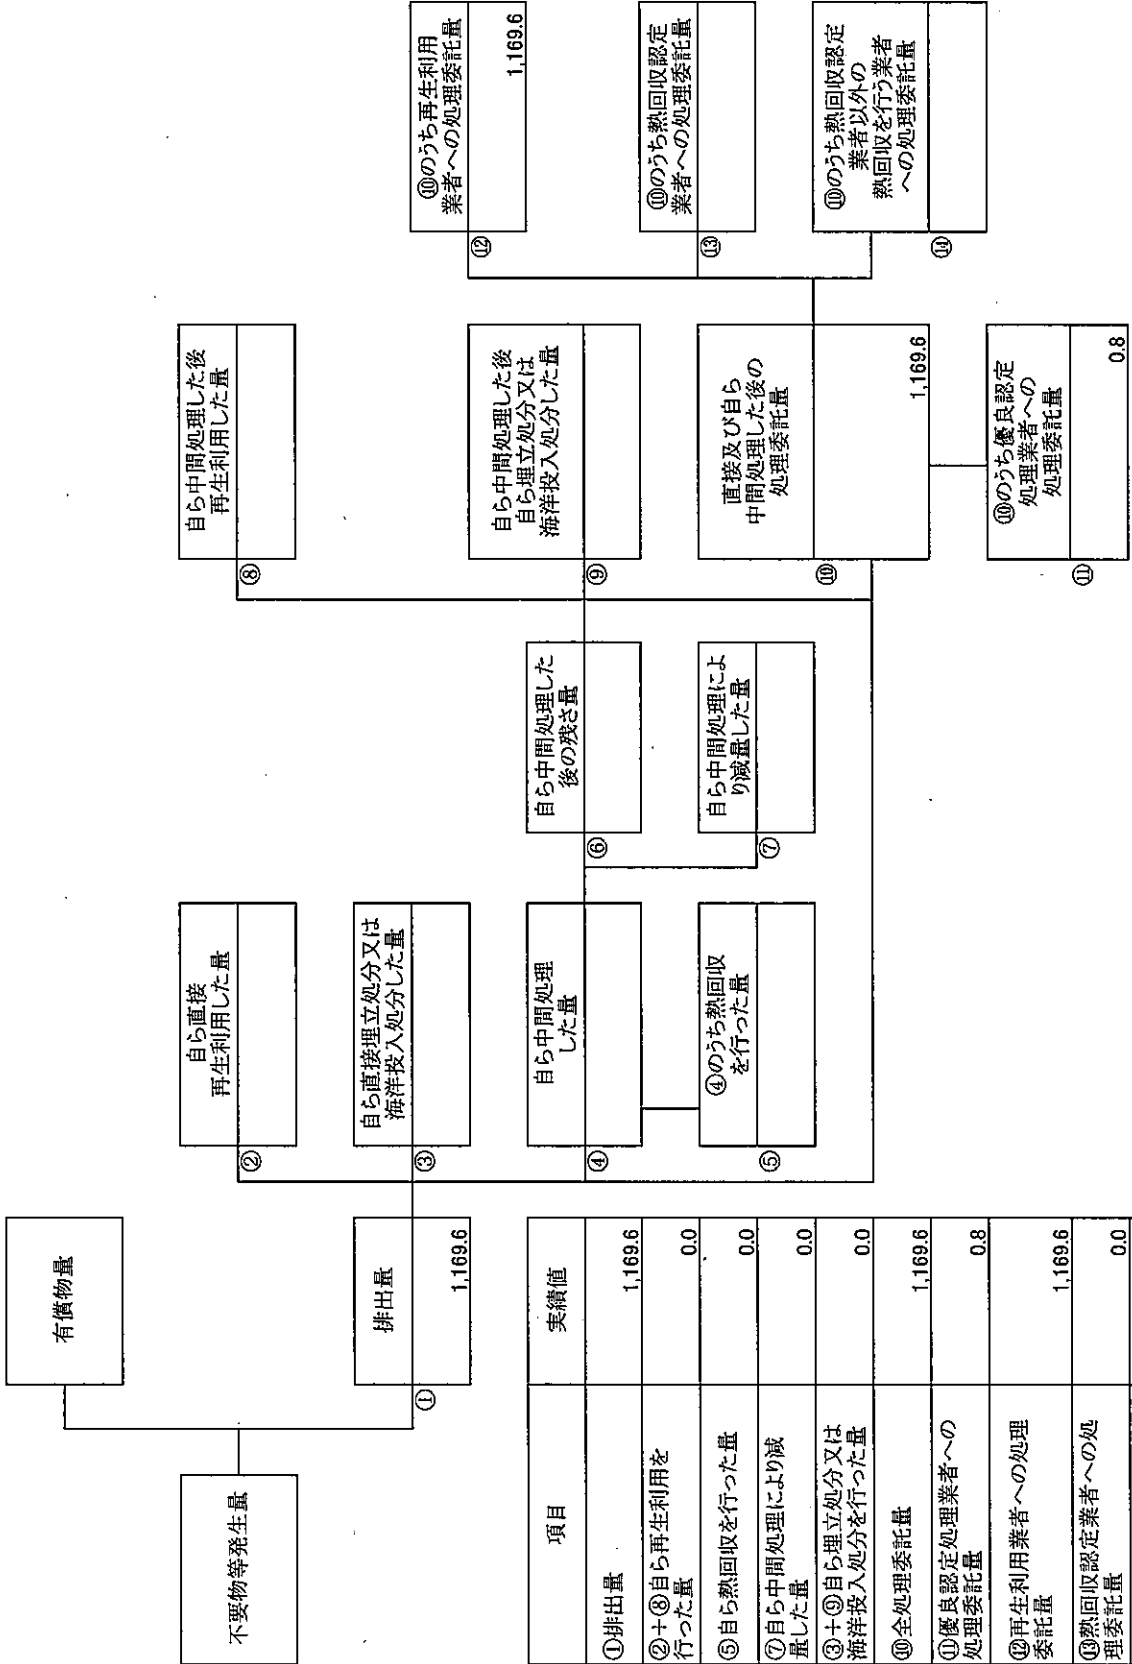 不要物等発生量
有償物量
①
排出量
1,169.6
②
自ら直接
再生利用した量
③
自ら直接埋立処分又は
海洋投入処分した量
④
自ら中間処理
した量
⑤
④のうち熱回収
を行った量
⑥
自ら中間処理した
後の残さ量
⑦
自ら中間処理によ
り減量した量
⑧
自ら中間処理した後
再生利用した量
⑨
自ら中間処理した後
自ら埋立処分又は
海洋投入処分した量
⑩
直接及び自ら
中間処理した後の
処理委託量
1,169.6
⑪
⑩のうち優良認定
処理業者への
処理委託量
0.8
⑫
⑩のうち再生利用
業者への処理委託量
1,169.6
⑬
⑩のうち熱回収認定
業者への処理委託量
⑭
⑩のうち熱回収認定
業者以外の
熱回収を行う業者
への処理委託量
項目 実績値
①排出量 1,169.6
②+⑧自ら再生利用を
行った量 0.0
⑤自ら熱回収を行った量 0.0
⑦自ら中間処理により減
量した量 0.0
③+⑨自ら埋立処分又は
海洋投入処分を行った量 0.0
⑩全処理委託量 1,169.6
⑪優良認定処理業者への
処理委託量 0.8
⑫再生利用業者への処理
委託量 1,169.6
⑬熱回収認定業者への処
理委託量 0.0